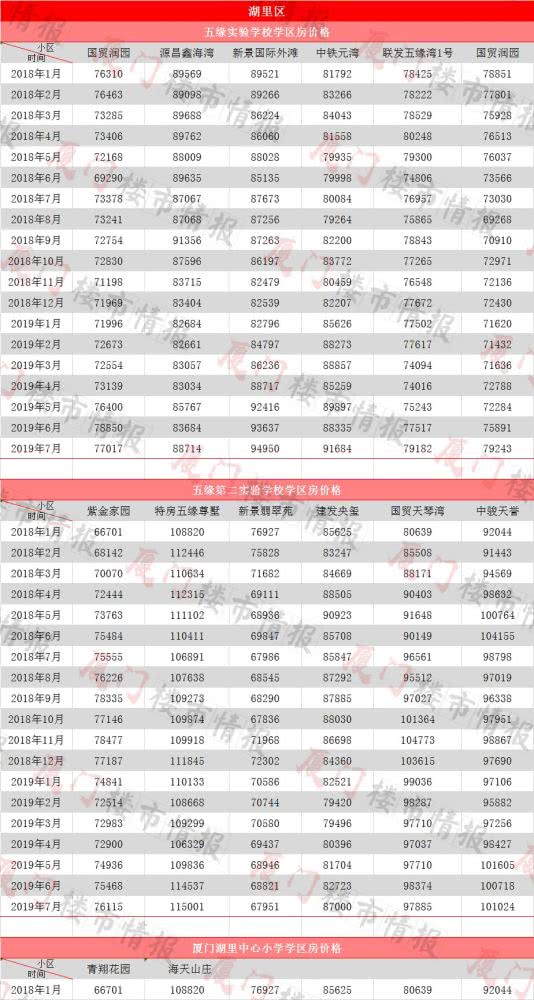 湖里区
五缘实验学校学区房价格
小区
时间 国贸润园 源昌鑫海湾 新景国际外滩 中铁元湾 联发五缘湾1号 国贸润园
2018年1月 76310 89569 89521 81792 78425 78851
2018年2月 76463 89098 89266 83266 78222 77801
2018年3月 73285 89688 86224 84043 78529 75928
2018年4月 73406 89762 86060 81558 80248 76513
2018年5月 72168 88009 88028 79935 79300 76037
2018年6月 69290 89635 85135 79998 74806 73566
2018年7月 73378 87067 87673 80084 76957 73030
2018年8月 73241 87068 87256 79264 75865 69268
2018年9月 72754 91356 87263 82200 78843 70910
2018年10月 72830 87596 86197 83772 77265 72971
2018年11月 71198 83715 82479 80459 76548 72136
2018年12月 71969 83404 82539 82207 77672 72430
2019年1月 71996 82684 82796 85626 77502 71620
2019年2月 72673 82661 84797 88273 77617 71432
2019年3月 72554 83057 86236 88857 74094 71636
2019年4月 73139 83034 88717 85259 74016 72788
2019年5月 76400 85767 92416 89897 75243 72284
2019年6月 78850 83684 93637 88335 77517 75891
2019年7月 77017 88714 94950 91684 79182 79243
五缘第二实验学校学区房价格
小区
时间 紫金家园 特房五缘尊墅 新景翡翠苑 建发央玺 国贸天琴湾 中骏天誉
2018年1月 66701 108820 76927 85625 80639 92044
2018年2月 68142 112446 75828 83247 85508 91443
2018年3月 70070 110634 71682 84669 88171 94569
2018年4月 72444 112315 69111 88505 90403 98632
2018年5月 73763 111102 68936 90923 91648 100764
2018年6月 75484 110411 69847 85708 90149 104155
2018年7月 75555 106891 67986 85847 96561 98798
2018年8月 76226 107638 68545 87292 95512 97019
2018年9月 78335 109273 68290 87885 97027 96338
2018年10月 77146 109874 67836 88030 101364 97951
2018年11月 78477 109918 71968 86698 104773 98867
2018年12月 77187 111845 72302 84360 103615 97690
2019年1月 74841 110133 70586 82521 99036 97106
2019年2月 72514 108668 70744 79420 98287 95882
2019年3月 72983 109299 70580 79496 97710 97256
2019年4月 72900 106329 69437 80396 97037 98427
2019年5月 74936 109836 68946 81704 97710 101605
2019年6月 75468 114537 68821 82723 98374 100718
2019年7月 76115 115001 67951 87000 97885 101024
厦门湖里中心小学学区房价格
小区
时间 青翔花园 海天山庄
2018年1月 66701 108820 76927 85625 80639 92044